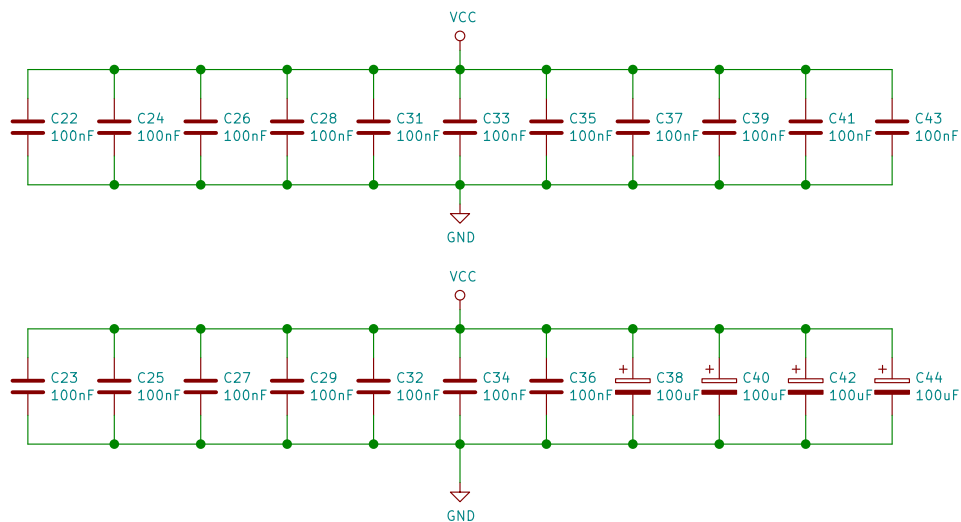 VCC
C22
100nF
C24
100nF
C26
100nF
C28
100nF
C31
100nF
C33
100nF
C35
100nF
C37
100nF
C39
100nF
C41
100nF
C43
100nF
GND
VCC
C23
100nF
C25
100nF
C27
100nF
C29
100nF
C32
100nF
C34
100nF
C36
100nF
+
C38
100uF
+
C40
100uF
+
C42
100uF
+
C44
100uF
GND